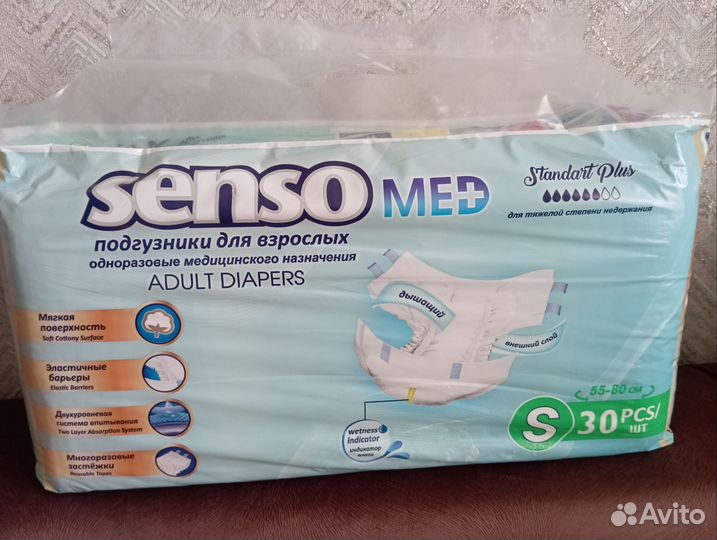 senso MED
подгузники для взрослых
одноразовые медицинского назначения
ADULT DIAPERS
Standart Plus
для тяжелой степени недержания
Мягкая
поверхность
Soft Cottony Surface
Эластичные
барьеры
Elastic Barriers
Двухуровневая
система впитывания
Two Layer Absorption System
Многоразовые
застёжки
Reusable Tapes
дышащий
внешний слой
wetness
indicator
индикатор
влаги
55-80 см
S 30 PCS/
ШТ
Avito